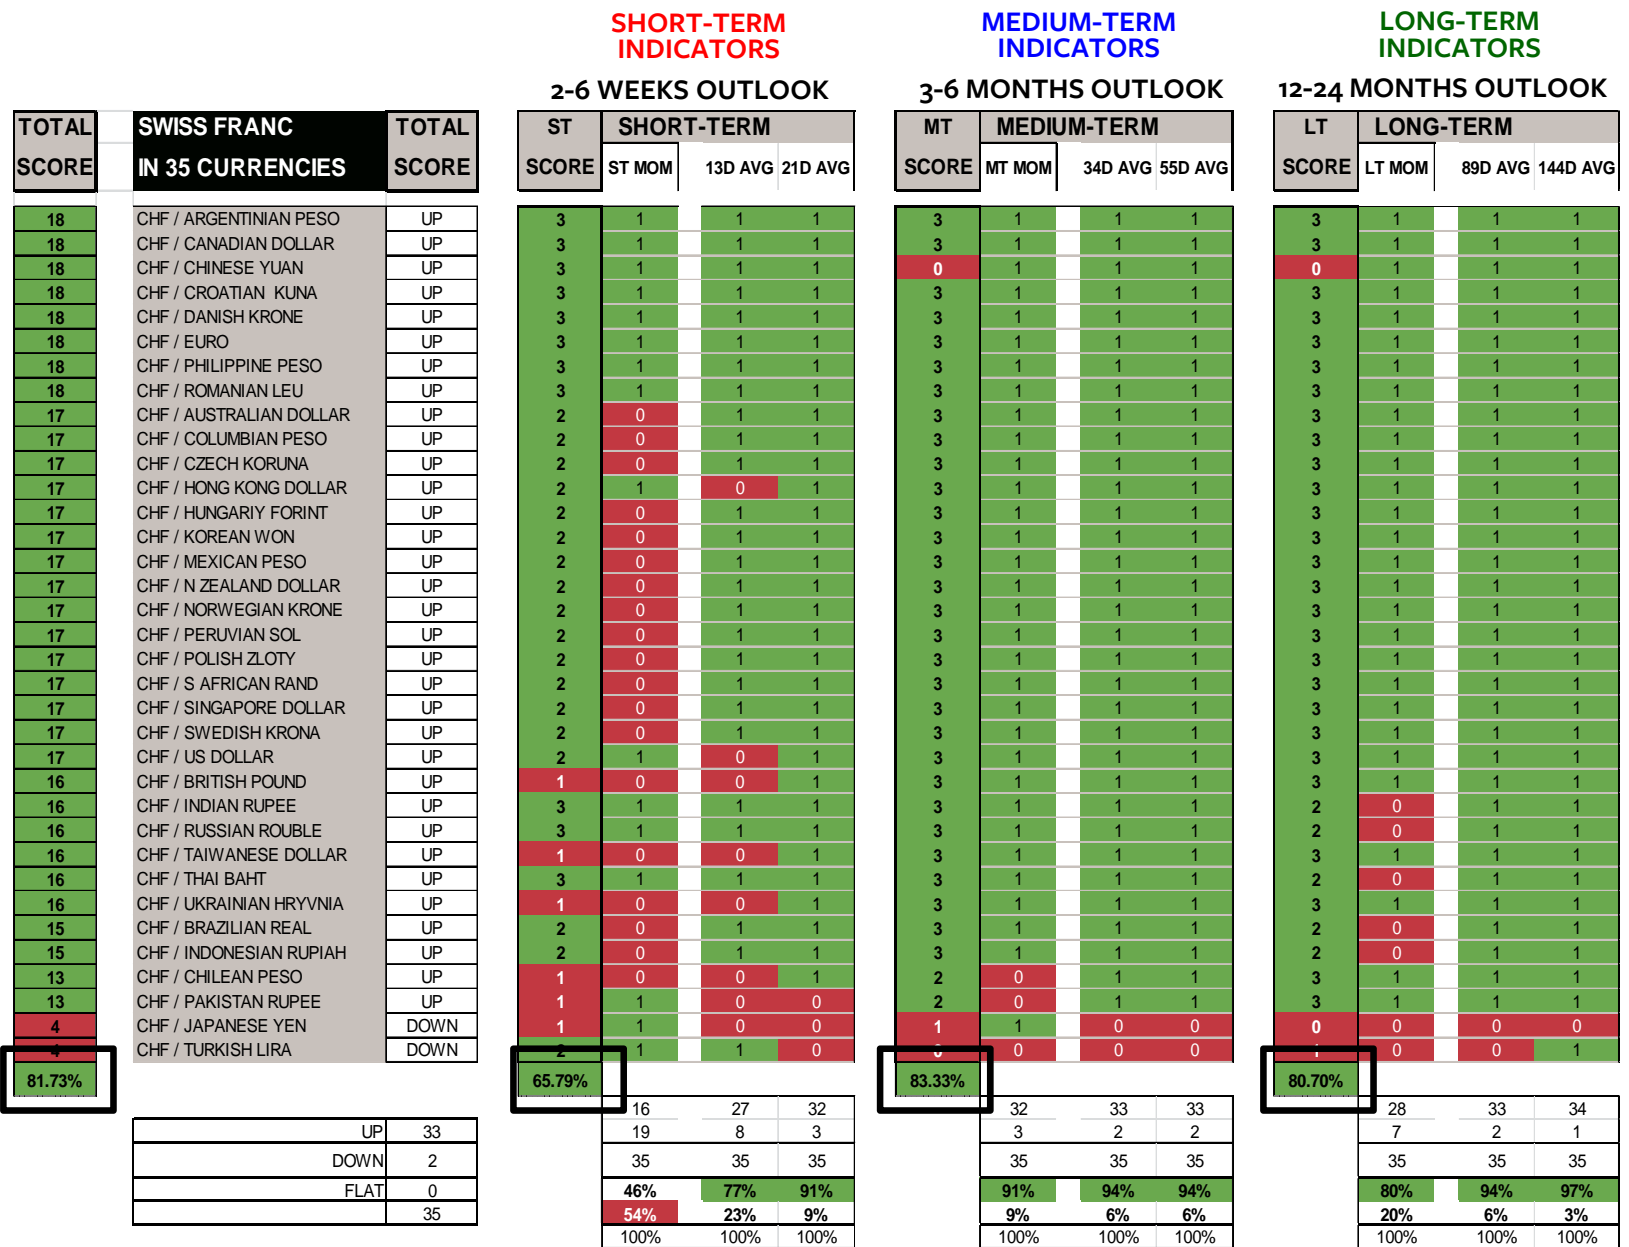 SHORT-TERM INDICATORS MEDIUM-TERM INDICATORS LONG-TERM INDICATORS
2-6 WEEKS OUTLOOK 3-6 MONTHS OUTLOOK 12-24 MONTHS OUTLOOK
TOTAL SWISS FRANC TOTAL ST SHORT-TERM MT MEDIUM-TERM LT LONG-TERM
SCORE IN 35 CURRENCIES SCORE SCORE ST MOM 13D AVG 21D AVG SCORE MT MOM 34D AVG 55D AVG SCORE LT MOM 89D AVG 144D AVG
18 CHF / ARGENTINIAN PESO UP 3 1 1 1 3 1 1 1 3 1 1 1
18 CHF / CANADIAN DOLLAR UP 3 1 1 1 3 1 1 1 3 1 1 1
18 CHF / CHINESE YUAN UP 3 1 1 1 0 1 1 1 0 1 1 1
18 CHF / CROATIAN KUNA UP 3 1 1 1 3 1 1 1 3 1 1 1
18 CHF / DANISH KRONE UP 3 1 1 1 3 1 1 1 3 1 1 1
18 CHF / EURO UP 3 1 1 1 3 1 1 1 3 1 1 1
18 CHF / PHILIPPINE PESO UP 3 1 1 1 3 1 1 1 3 1 1 1
18 CHF / ROMANIAN LEU UP 3 1 1 1 3 1 1 1 3 1 1 1
17 CHF / AUSTRALIAN DOLLAR UP 2 0 1 1 3 1 1 1 3 1 1 1
17 CHF / COLUMBIAN PESO UP 2 0 1 1 3 1 1 1 3 1 1 1
17 CHF / CZECH KORUNA UP 2 0 1 1 3 1 1 1 3 1 1 1
17 CHF / HONG KONG DOLLAR UP 2 1 0 1 3 1 1 1 3 1 1 1
17 CHF / HUNGARIY FORINT UP 2 0 1 1 3 1 1 1 3 1 1 1
17 CHF / KOREAN WON UP 2 0 1 1 3 1 1 1 3 1 1 1
17 CHF / MEXICAN PESO UP 2 0 1 1 3 1 1 1 3 1 1 1
17 CHF / N ZEALAND DOLLAR UP 2 0 1 1 3 1 1 1 3 1 1 1
17 CHF / NORWEGIAN KRONE UP 2 0 1 1 3 1 1 1 3 1 1 1
17 CHF / PERUVIAN SOL UP 2 0 1 1 3 1 1 1 3 1 1 1
17 CHF / POLISH ZLOTY UP 2 0 1 1 3 1 1 1 3 1 1 1
17 CHF / S AFRICAN RAND UP 2 0 1 1 3 1 1 1 3 1 1 1
17 CHF / SINGAPORE DOLLAR UP 2 0 1 1 3 1 1 1 3 1 1 1
17 CHF / SWEDISH KRONA UP 2 0 1 1 3 1 1 1 3 1 1 1
17 CHF / US DOLLAR UP 2 1 0 1 3 1 1 1 3 1 1 1
16 CHF / BRITISH POUND UP 1 0 0 1 3 1 1 1 3 1 1 1
16 CHF / INDIAN RUPEE UP 3 1 1 1 3 1 1 1 2 0 1 1
16 CHF / RUSSIAN ROUBLE UP 3 1 1 1 3 1 1 1 2 0 1 1
16 CHF / TAIWANESE DOLLAR UP 1 0 0 1 3 1 1 1 3 1 1 1
16 CHF / THAI BAHT UP 3 1 1 1 3 1 1 1 2 0 1 1
16 CHF / UKRAINIAN HRYVNIA UP 1 0 0 1 3 1 1 1 3 1 1 1
15 CHF / BRAZILIAN REAL UP 2 0 1 1 3 1 1 1 2 0 1 1
15 CHF / INDONESIAN RUPIAH UP 2 0 1 1 3 1 1 1 2 0 1 1
13 CHF / CHILEAN PESO UP 1 0 0 1 2 0 1 1 3 1 1 1
13 CHF / PAKISTAN RUPEE UP 1 1 0 0 2 0 1 1 3 1 1 1
4 CHF / JAPANESE YEN DOWN 1 1 0 0 1 1 0 0 0 0 0 0
4 CHF / TURKISH LIRA DOWN 2 1 1 0 0 0 0 0 1 0 0 1
81.73% 65.79% 83.33% 80.70%
16 27 32 32 33 33 28 33 34
UP 33 19 8 3 3 2 2 7 2 1
DOWN 2 35 35 35 35 35 35 35 35 35
FLAT 0 46% 77% 91% 91% 94% 94% 80% 94% 97%
35 54% 23% 9% 9% 6% 6% 20% 6% 3%
100% 100% 100% 100% 100% 100% 100% 100% 100%